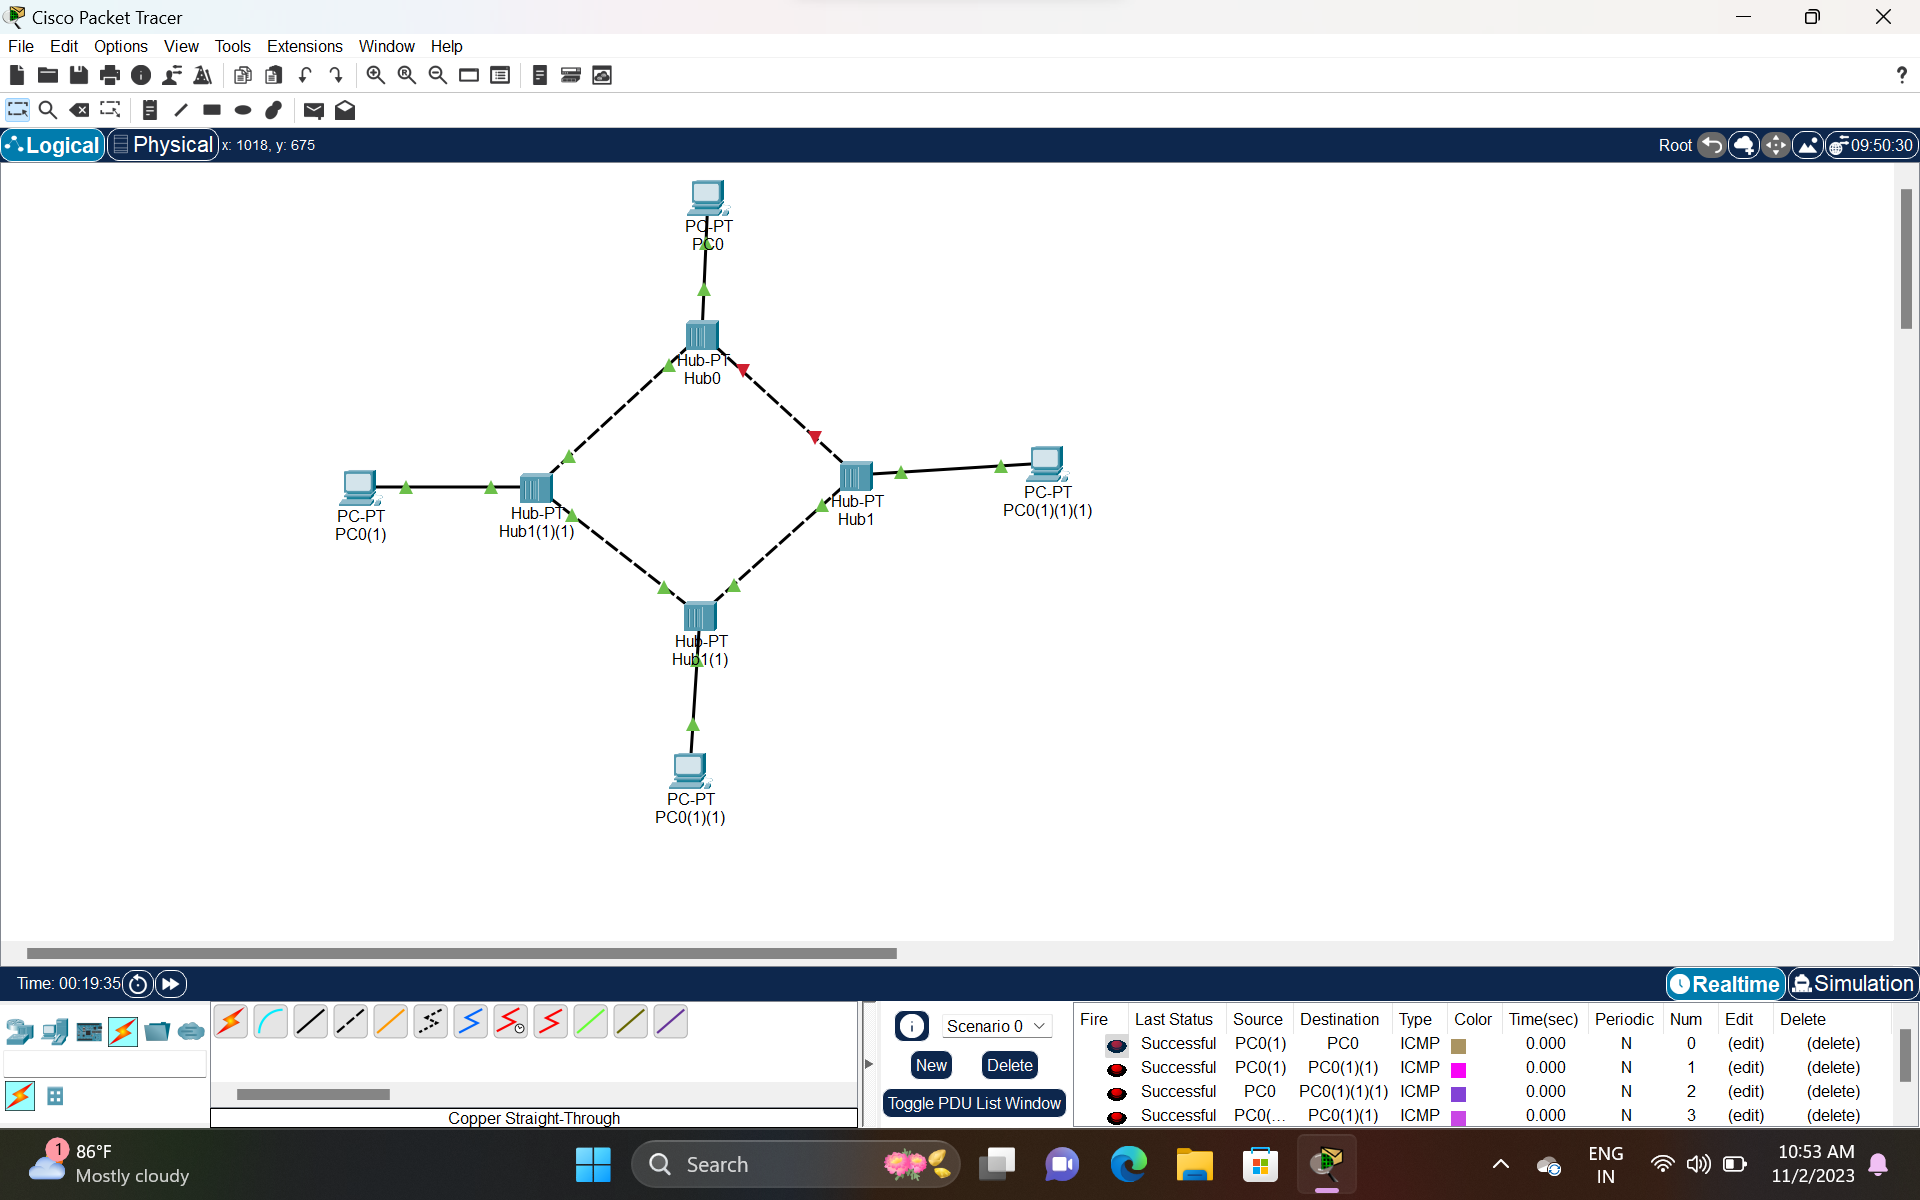 Cisco Packet Tracer
File Edit Options View Tools Extensions Window Help
?
Logical Physical x: 1018, y: 675 Root 09:50:30
PC-PT
PC0
Hub-PT
Hub0
PC-PT
PC0(1)
Hub-PT
Hub1(1)(1)
Hub-PT
Hub1
PC-PT
PC0(1)(1)(1)
Hub-PT
Hub1(1)
PC-PT
PC0(1)(1)
Time: 00:19:35 Realtime Simulation
Copper Straight-Through
Scenario 0
New Delete
Toggle PDU List Window
Fire Last Status Source Destination Type Color Time(sec) Periodic Num Edit Delete
Successful PC0(1) PC0 ICMP 0.000 N 0 (edit) (delete)
Successful PC0(1) PC0(1)(1) ICMP 0.000 N 1 (edit) (delete)
Successful PC0 PC0(1)(1)(1) ICMP 0.000 N 2 (edit) (delete)
Successful PC0(... PC0(1)(1) ICMP 0.000 N 3 (edit) (delete)
1
86°F
Mostly cloudy
Search
ENG
IN
10:53 AM
11/2/2023